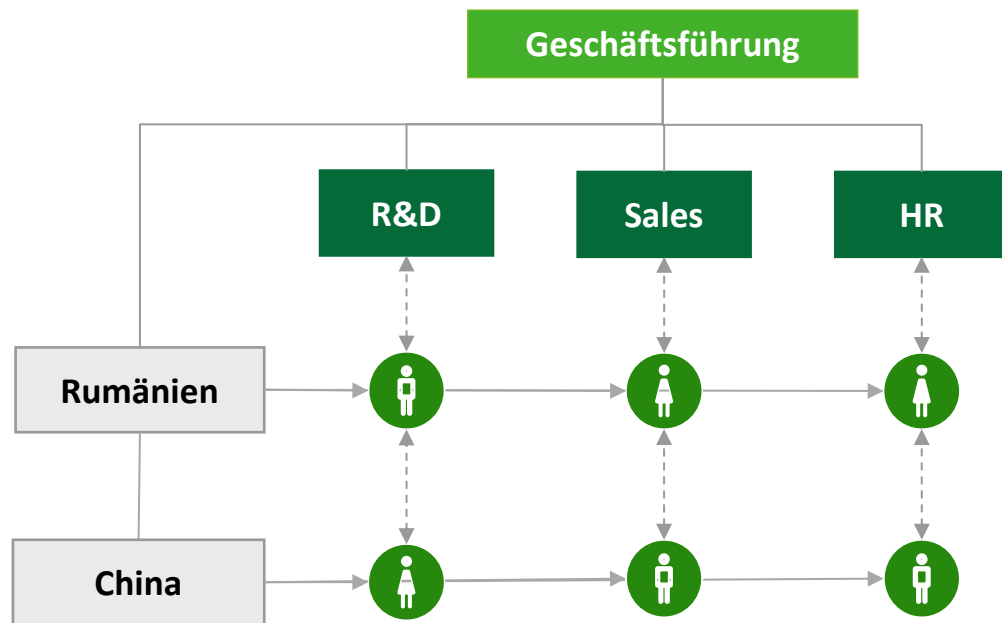 Geschäftsführung
R&D
Sales
HR
Rumänien
China